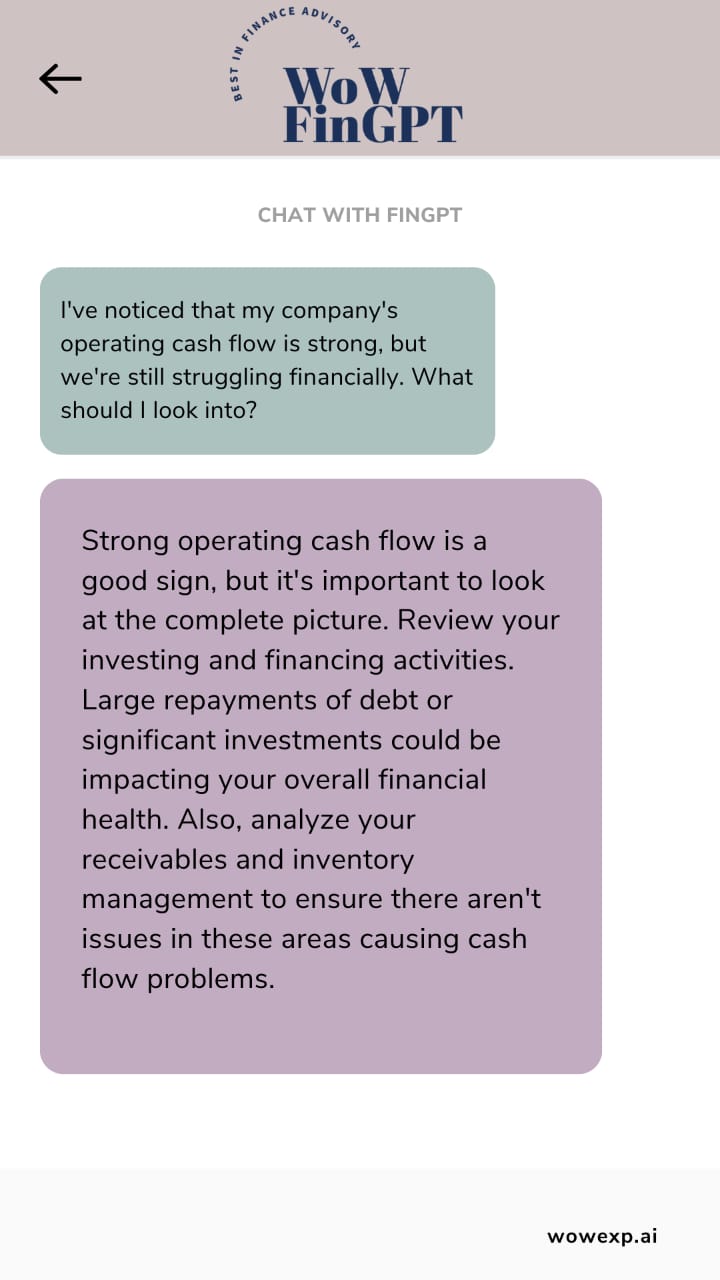 BEST IN FINANCE ADVISORY
WoW
FinGPT
CHAT WITH FINGPT
I've noticed that my company's
operating cash flow is strong, but
we're still struggling financially. What
should I look into?
Strong operating cash flow is a
good sign, but it's important to look
at the complete picture. Review your
investing and financing activities.
Large repayments of debt or
significant investments could be
impacting your overall financial
health. Also, analyze your
receivables and inventory
management to ensure there aren't
issues in these areas causing cash
flow problems.
wowexp.ai